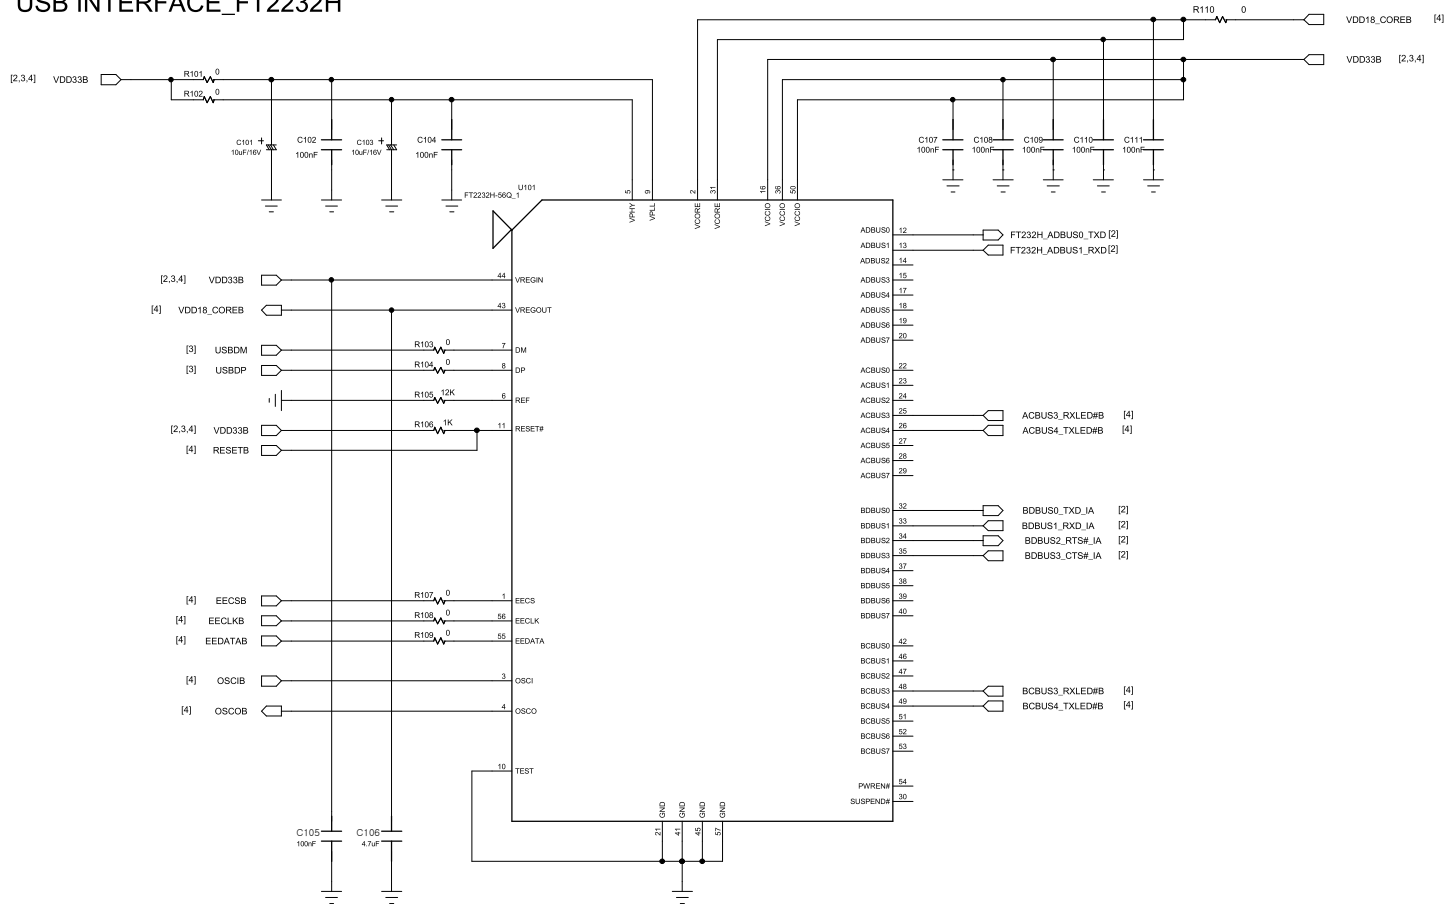 USB INTERFACE_FT2232H
R110 0 VDD18_COREB [4]
VDD33B [2,3,4]
[2,3,4] VDD33B
R101 0
R102 0
C101 + 10uF/16V
C102 100nF
C103 + 10uF/16V
C104 100nF
C107 100nF
C108 100nF
C109 100nF
C110 100nF
C111 100nF
U101
FT2232H-56Q_1
5 VPHY
9 VPLL
2 VCORE
31 VCORE
16 VCCIO
36 VCCIO
50 VCCIO
[2,3,4] VDD33B 44 VREGIN
[4] VDD18_COREB 43 VREGOUT
[3] USBDM R103 0 7 DM
[3] USBDP R104 0 8 DP
R105 12K 6 REF
[2,3,4] VDD33B R106 1K 11 RESET#
[4] RESETB
[4] EECSB R107 0 1 EECS
[4] EECLKB R108 0 56 EECLK
[4] EEDATAB R109 0 55 EEDATA
[4] OSCIB 3 OSCI
[4] OSCOB 4 OSCO
10 TEST
C105 100nF
C106 4.7uF
GND 21
GND 41
GND 45
GND 57
ADBUS0 12 FT232H_ADBUS0_TXD [2]
ADBUS1 13 FT232H_ADBUS1_RXD [2]
ADBUS2 14
ADBUS3 15
ADBUS4 17
ADBUS5 18
ADBUS6 19
ADBUS7 20
ACBUS0 22
ACBUS1 23
ACBUS2 24
ACBUS3 25 ACBUS3_RXLED#B [4]
ACBUS4 26 ACBUS4_TXLED#B [4]
ACBUS5 27
ACBUS6 28
ACBUS7 29
BDBUS0 32 BDBUS0_TXD_IA [2]
BDBUS1 33 BDBUS1_RXD_IA [2]
BDBUS2 34 BDBUS2_RTS#_IA [2]
BDBUS3 35 BDBUS3_CTS#_IA [2]
BDBUS4 37
BDBUS5 38
BDBUS6 39
BDBUS7 40
BCBUS0 42
BCBUS1 46
BCBUS2 47
BCBUS3 48 BCBUS3_RXLED#B [4]
BCBUS4 49 BCBUS4_TXLED#B [4]
BCBUS5 51
BCBUS6 52
BCBUS7 53
PWREN# 54
SUSPEND# 30